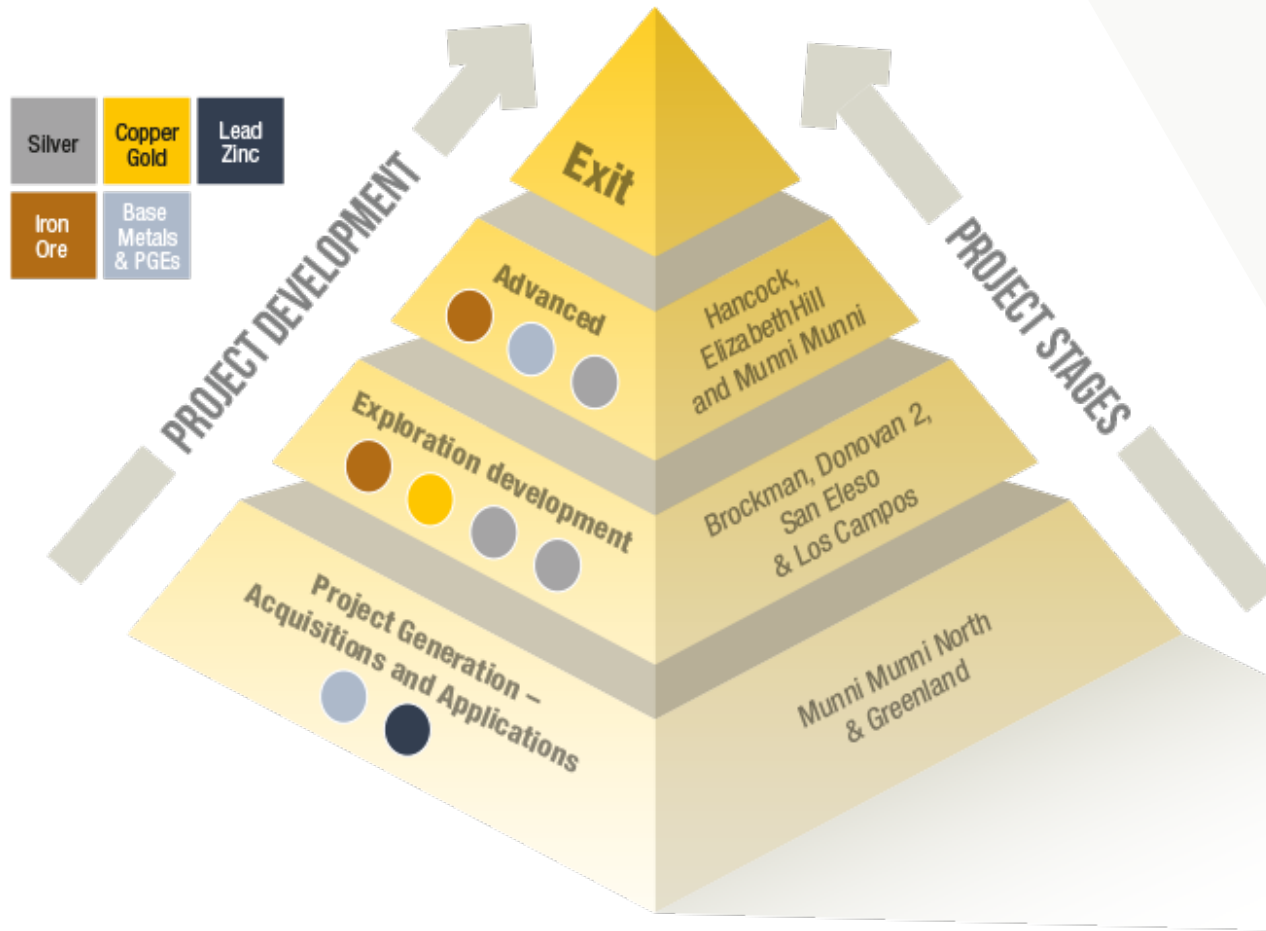 Silver
Copper
Gold
Lead
Zinc
Iron
Ore
Base
Metals
& PGEs
PROJECT DEVELOPMENT
PROJECT STAGES
Exit
Advanced
Hancock,
Elizabeth Hill
and Munni Munni
Exploration development
Brockman, Donovan 2,
San Eleso
& Los Campos
Project Generation –
Acquisitions and Applications
Munni Munni North
& Greenland